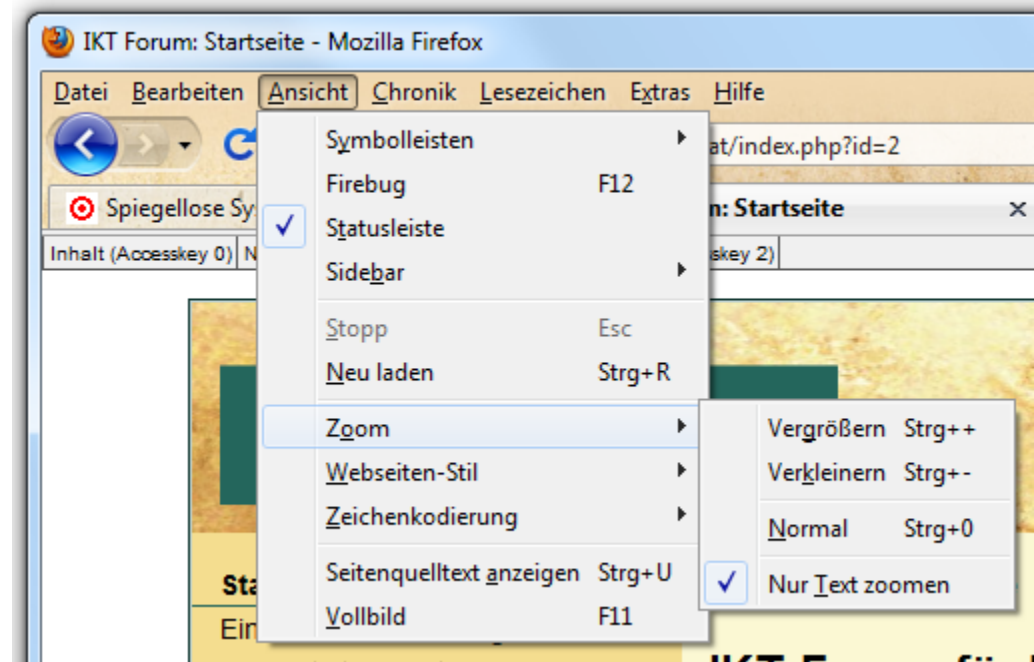 IKT Forum: Startseite - Mozilla Firefox
Datei Bearbeiten Ansicht Chronik Lesezeichen Extras Hilfe
at/index.php?id=2
Spiegellose Sy
n: Startseite
Inhalt (Accesskey 0)
skey 2)
Symbolleisten
Firebug F12
Statusleiste
Sidebar
Stopp Esc
Neu laden Strg+R
Zoom
Webseiten-Stil
Zeichenkodierung
Seitenquelltext anzeigen Strg+U
Vollbild F11
Vergrößern Strg++
Verkleinern Strg+-
Normal Strg+0
Nur Text zoomen
Sta
Ein